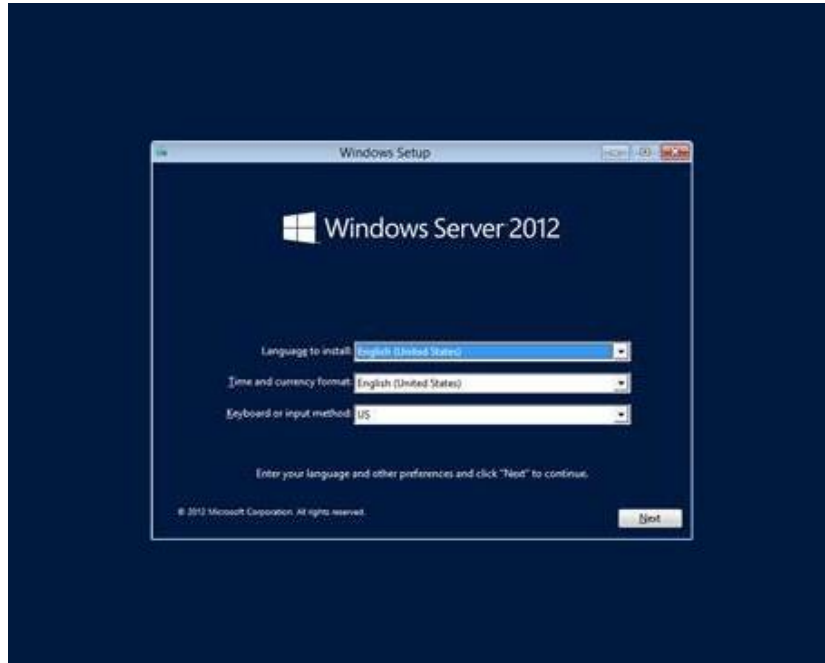 Windows Setup
Windows Server 2012
Language to install: English (United States)
Time and currency format: English (United States)
Keyboard or input method: US
Enter your language and other preferences and click "Next" to continue.
© 2012 Microsoft Corporation. All rights reserved.
Next